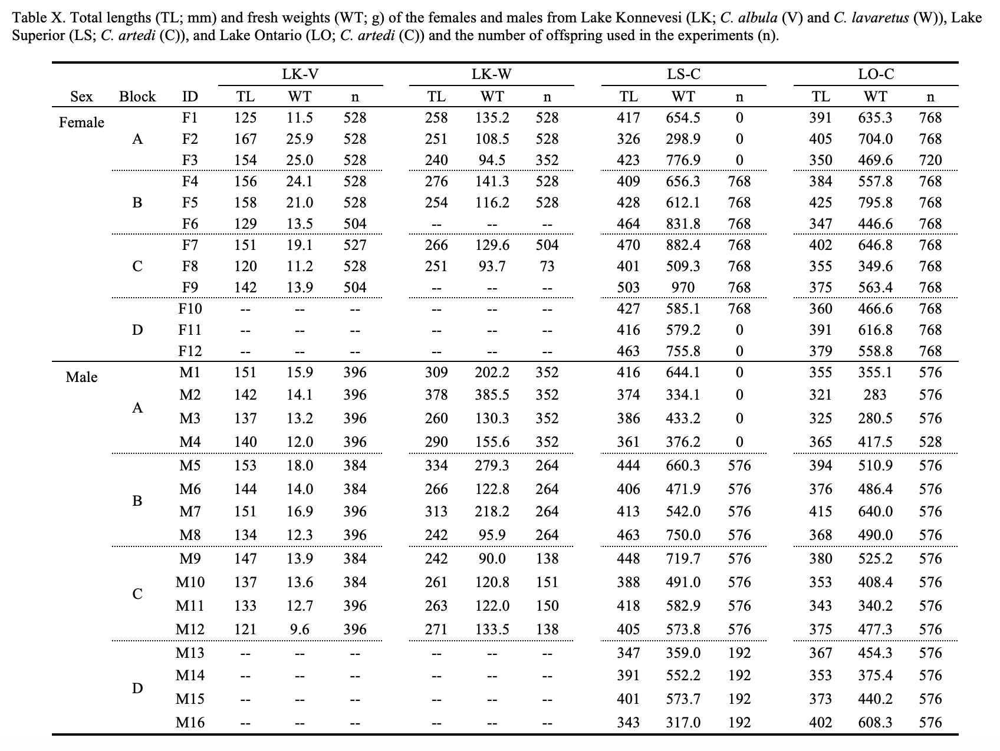 Table X. Total lengths (TL; mm) and fresh weights (WT; g) of the females and males from Lake Konnevesi (LK; C. albula (V) and C. lavaretus (W)), Lake
Superior (LS; C. artedi (C)), and Lake Ontario (LO; C. artedi (C)) and the number of offspring used in the experiments (n).
LK-V LK-W LS-C LO-C
Sex Block ID TL WT n TL WT n TL WT n TL WT n
Female
A
F1 125 11.5 528 258 135.2 528 417 654.5 0 391 635.3 768
F2 167 25.9 528 251 108.5 528 326 298.9 0 405 704.0 768
F3 154 25.0 528 240 94.5 352 423 776.9 0 350 469.6 720
B
F4 156 24.1 528 276 141.3 528 409 656.3 768 384 557.8 768
F5 158 21.0 528 254 116.2 528 428 612.1 768 425 795.8 768
F6 129 13.5 504 -- -- -- 464 831.8 768 347 446.6 768
C
F7 151 19.1 527 266 129.6 504 470 882.4 768 402 646.8 768
F8 120 11.2 528 251 93.7 73 401 509.3 768 355 349.6 768
F9 142 13.9 504 -- -- -- 503 970 768 375 563.4 768
D
F10 -- -- -- -- -- -- 427 585.1 768 360 466.6 768
F11 -- -- -- -- -- -- 416 579.2 0 391 616.8 768
F12 -- -- -- -- -- -- 463 755.8 0 379 558.8 768
Male
A
M1 151 15.9 396 309 202.2 352 416 644.1 0 355 355.1 576
M2 142 14.1 396 378 385.5 352 374 334.1 0 321 283 576
M3 137 13.2 396 260 130.3 352 386 433.2 0 325 280.5 576
M4 140 12.0 396 290 155.6 352 361 376.2 0 365 417.5 528
B
M5 153 18.0 384 334 279.3 264 444 660.3 576 394 510.9 576
M6 144 14.0 384 266 122.8 264 406 471.9 576 376 486.4 576
M7 151 16.9 396 313 218.2 264 413 542.0 576 415 640.0 576
M8 134 12.3 396 242 95.9 264 463 750.0 576 368 490.0 576
C
M9 147 13.9 384 242 90.0 138 448 719.7 576 380 525.2 576
M10 137 13.6 384 261 120.8 151 388 491.0 576 353 408.4 576
M11 133 12.7 396 263 122.0 150 418 582.9 576 343 340.2 576
M12 121 9.6 396 271 133.5 138 405 573.8 576 375 477.3 576
D
M13 -- -- -- -- -- -- 347 359.0 192 367 454.3 576
M14 -- -- -- -- -- -- 391 552.2 192 353 375.4 576
M15 -- -- -- -- -- -- 401 573.7 192 373 440.2 576
M16 -- -- -- -- -- -- 343 317.0 192 402 608.3 576